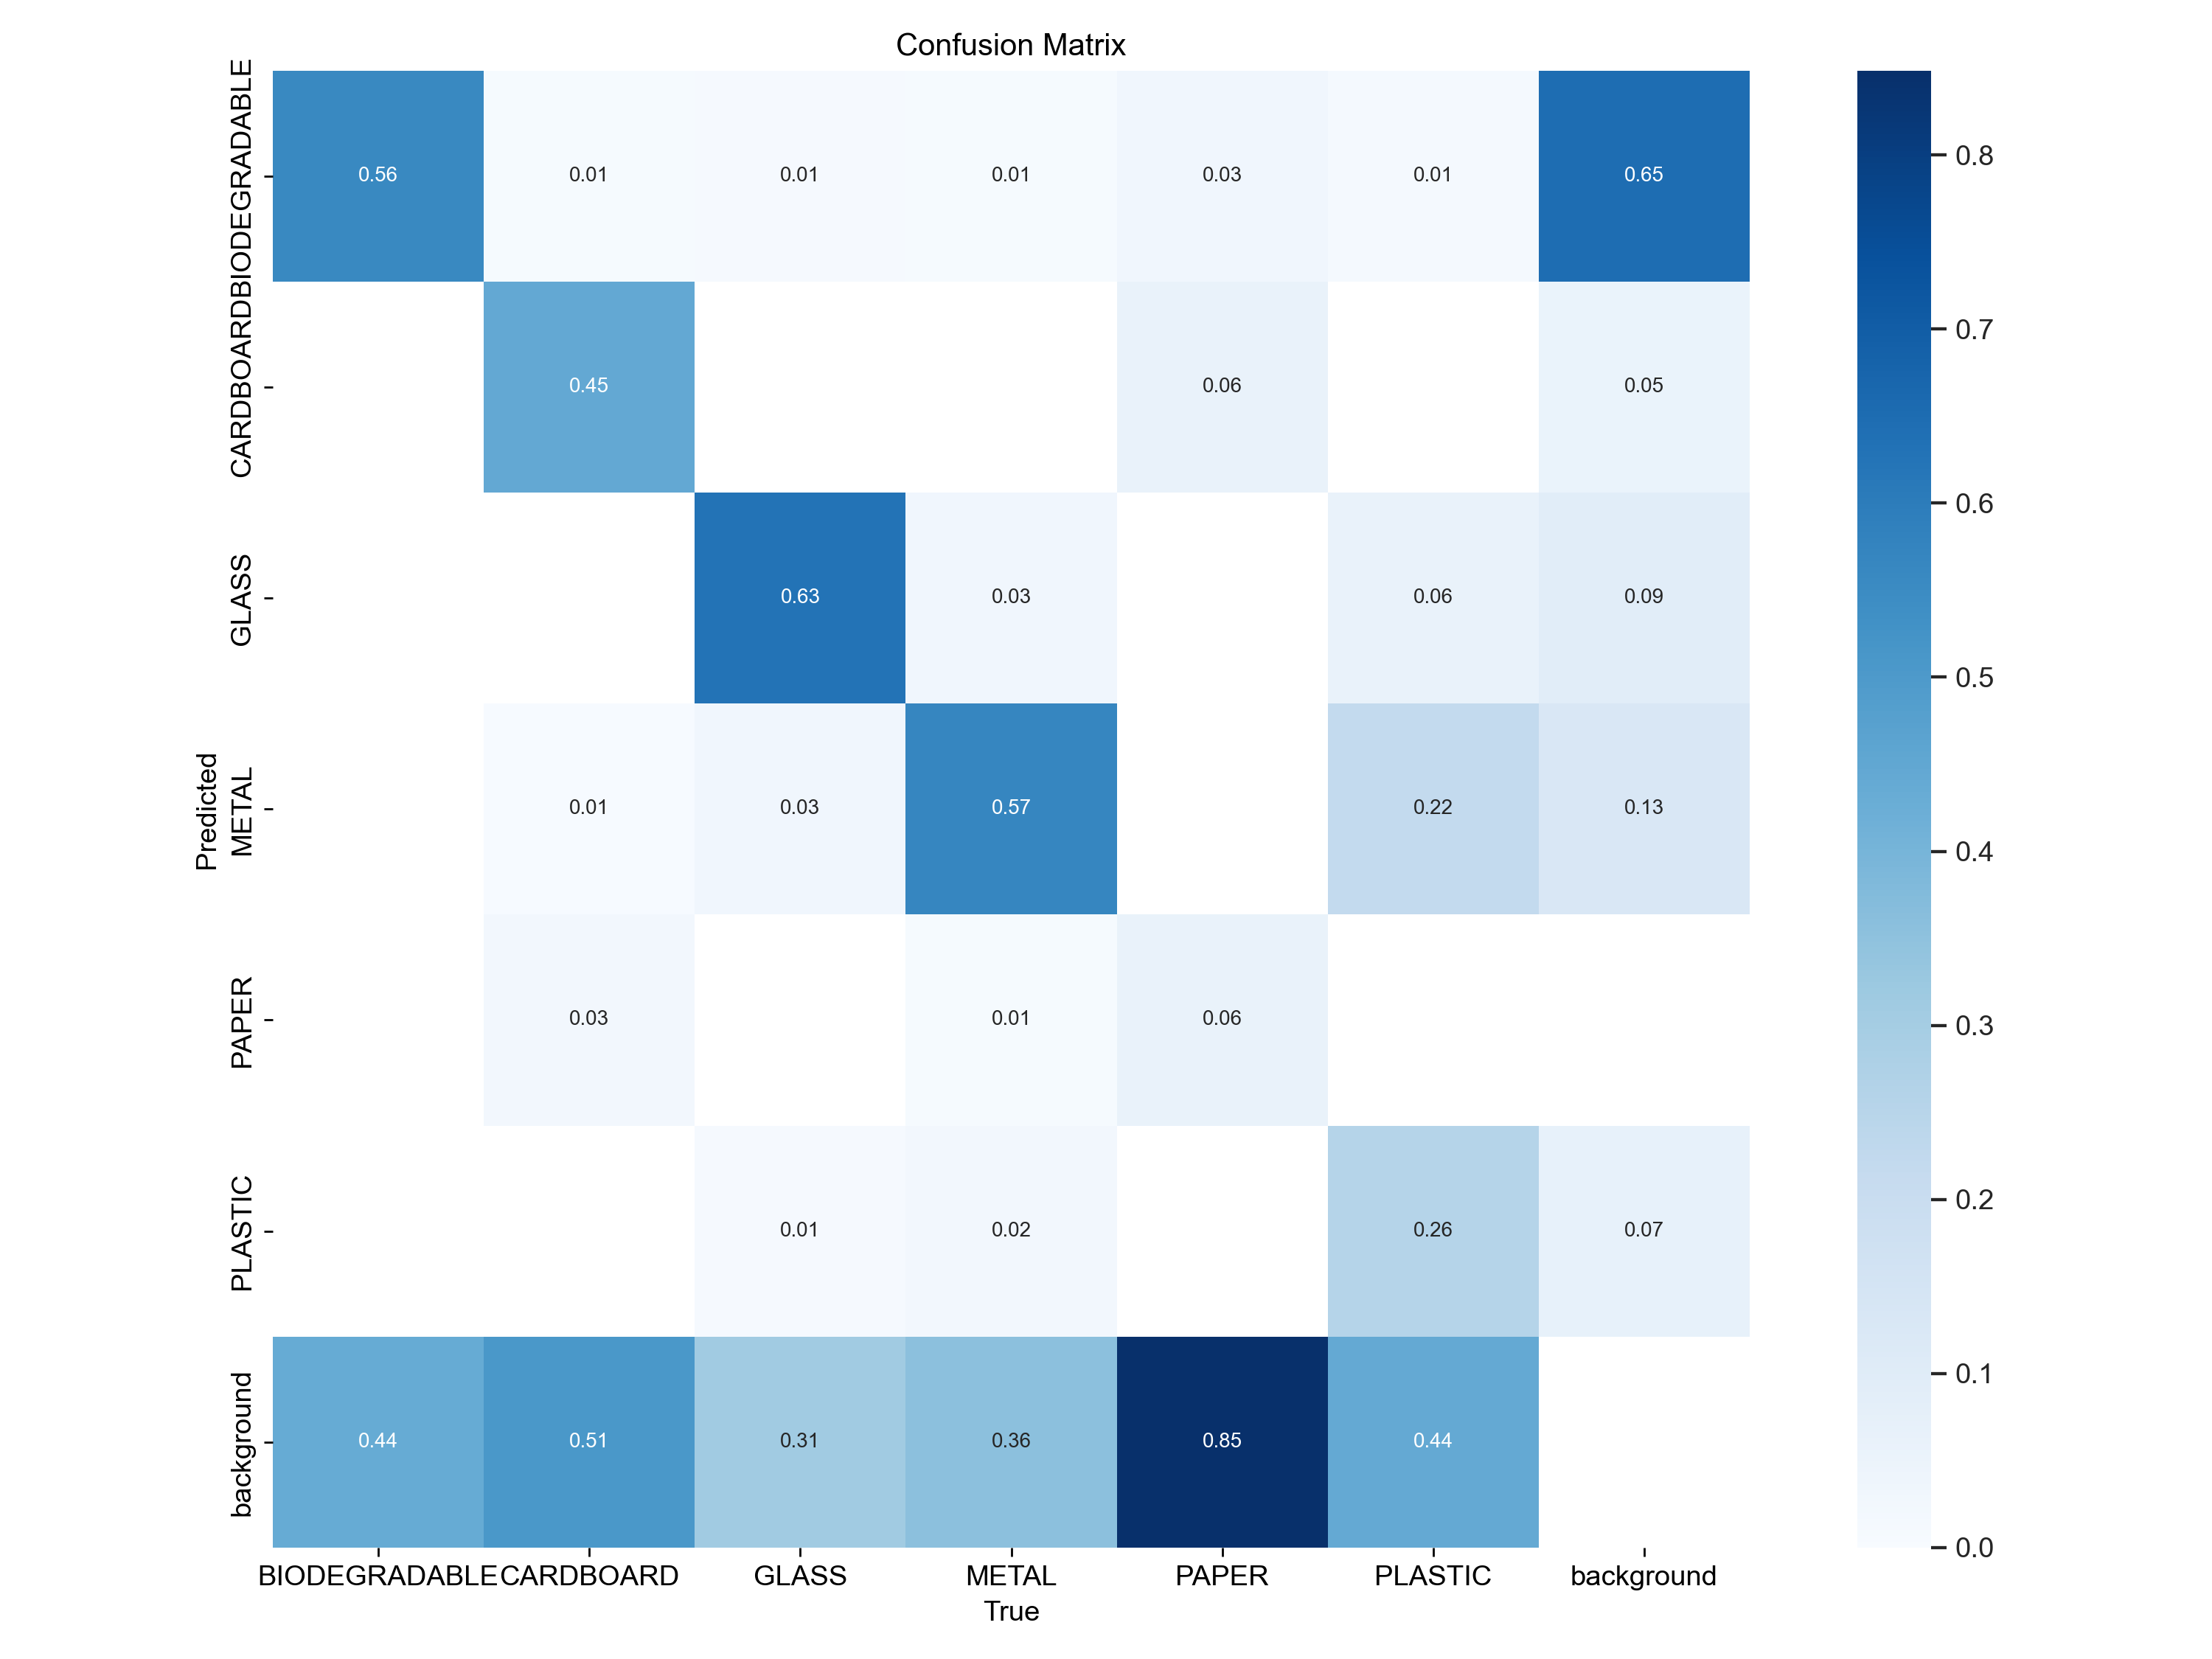 Confusion Matrix
BIODEGRADABLE
0.56 0.01 0.01 0.01 0.03 0.01 0.65
CARDBOARD
0.45 0.06 0.05
GLASS
0.63 0.03 0.06 0.09
METAL
0.01 0.03 0.57 0.22 0.13
PAPER
0.03 0.01 0.06
PLASTIC
0.01 0.02 0.26 0.07
background
0.44 0.51 0.31 0.36 0.85 0.44
Predicted
BIODEGRADABLE CARDBOARD GLASS METAL PAPER PLASTIC background
True
0.8
0.7
0.6
0.5
0.4
0.3
0.2
0.1
0.0